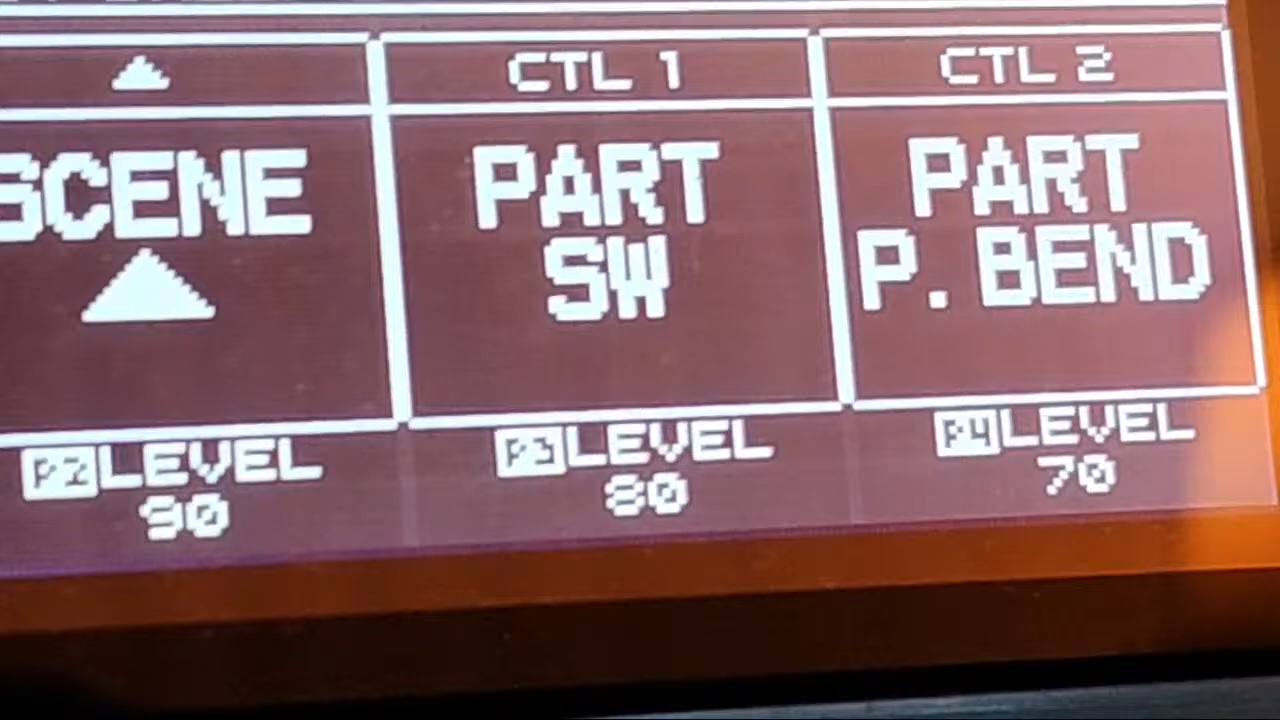 ▲ CTL 1 CTL 2
SCENE PART PART
▲ SW P. BEND
P2 LEVEL P3 LEVEL P4 LEVEL
90 80 70